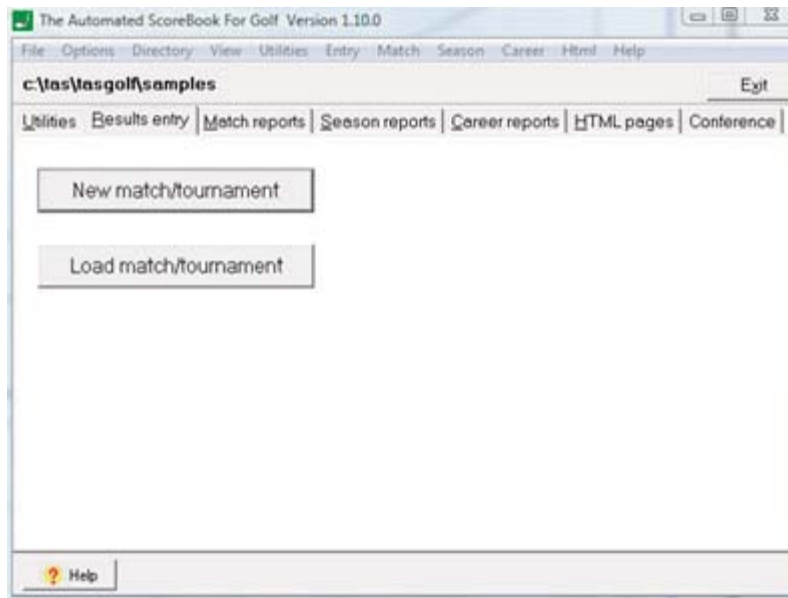 The Automated ScoreBook For Golf Version 1.10.0
File Options Directory View Utilities Entry Match Season Career Html Help
c:\tas\tasgolf\samples Exit
Utilities Results entry Match reports Season reports Career reports HTML pages Conference
New match/tournament
Load match/tournament
? Help